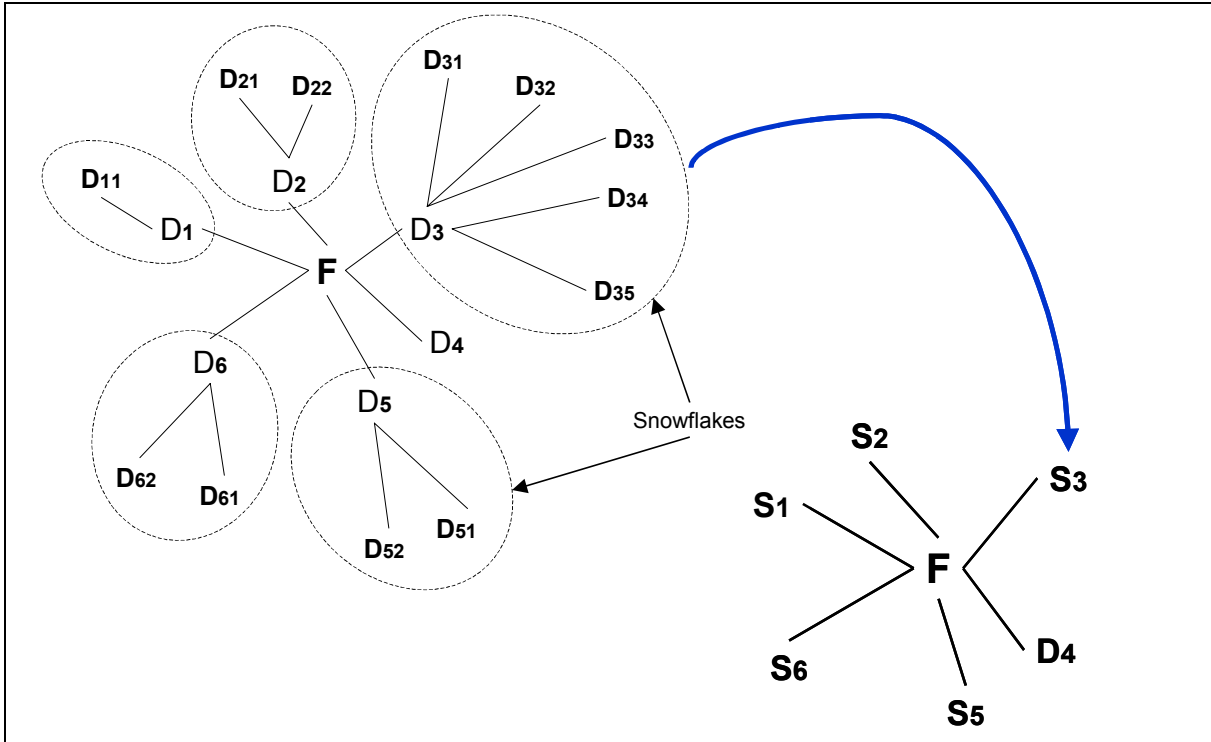 D31
D21
D22
D32
D33
D11
D2
D34
D1
D3
F
D35
D4
D6
D5
Snowflakes
S2
D62
D61
S3
S1
D51
D52
F
D4
S6
S5